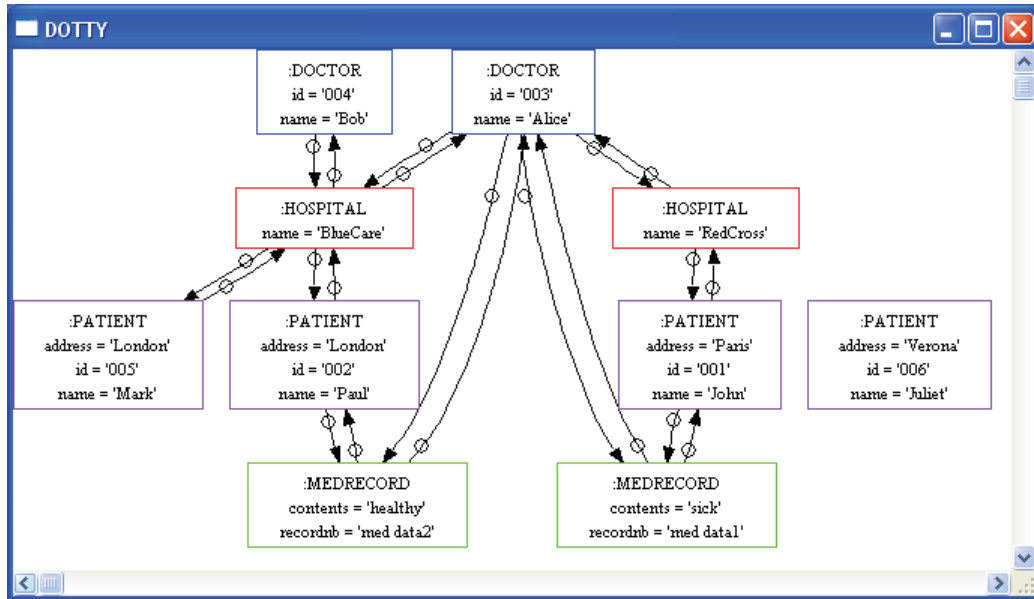 DOTTY
:DOCTOR
id = '004'
name = 'Bob'
:DOCTOR
id = '003'
name = 'Alice'
:HOSPITAL
name = 'BlueCare'
:HOSPITAL
name = 'RedCross'
:PATIENT
address = 'London'
id = '005'
name = 'Mark'
:PATIENT
address = 'London'
id = '002'
name = 'Paul'
:PATIENT
address = 'Paris'
id = '001'
name = 'John'
:PATIENT
address = 'Verona'
id = '006'
name = 'Juliet'
:MEDRECORD
contents = 'healthy'
recordnb = 'med data2'
:MEDRECORD
contents = 'sick'
recordnb = 'med data1'